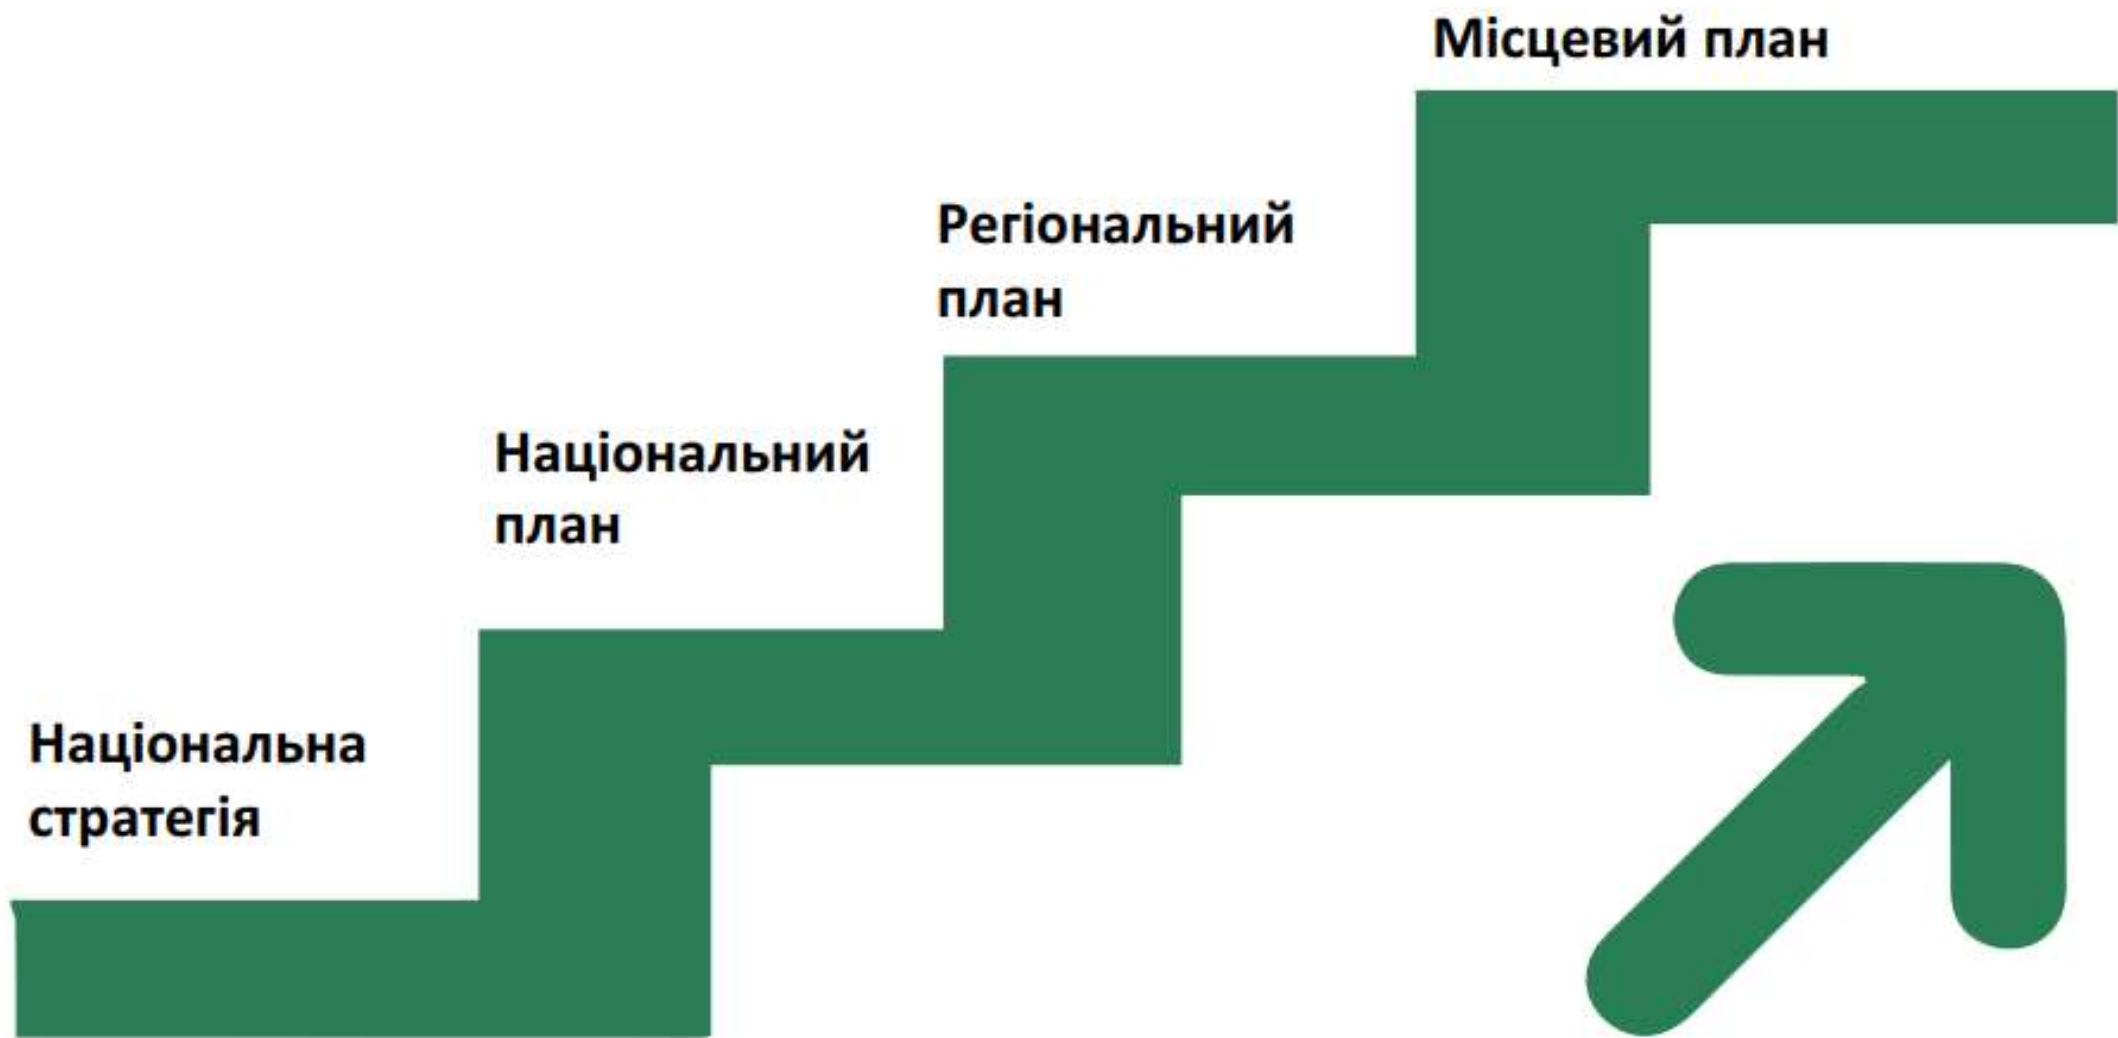 Місцевий план
Регіональний
план
Національний
план
Національна
стратегія